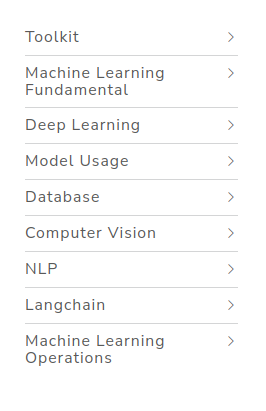 Toolkit
Machine Learning
Fundamental
Deep Learning
Model Usage
Database
Computer Vision
NLP
Langchain
Machine Learning
Operations